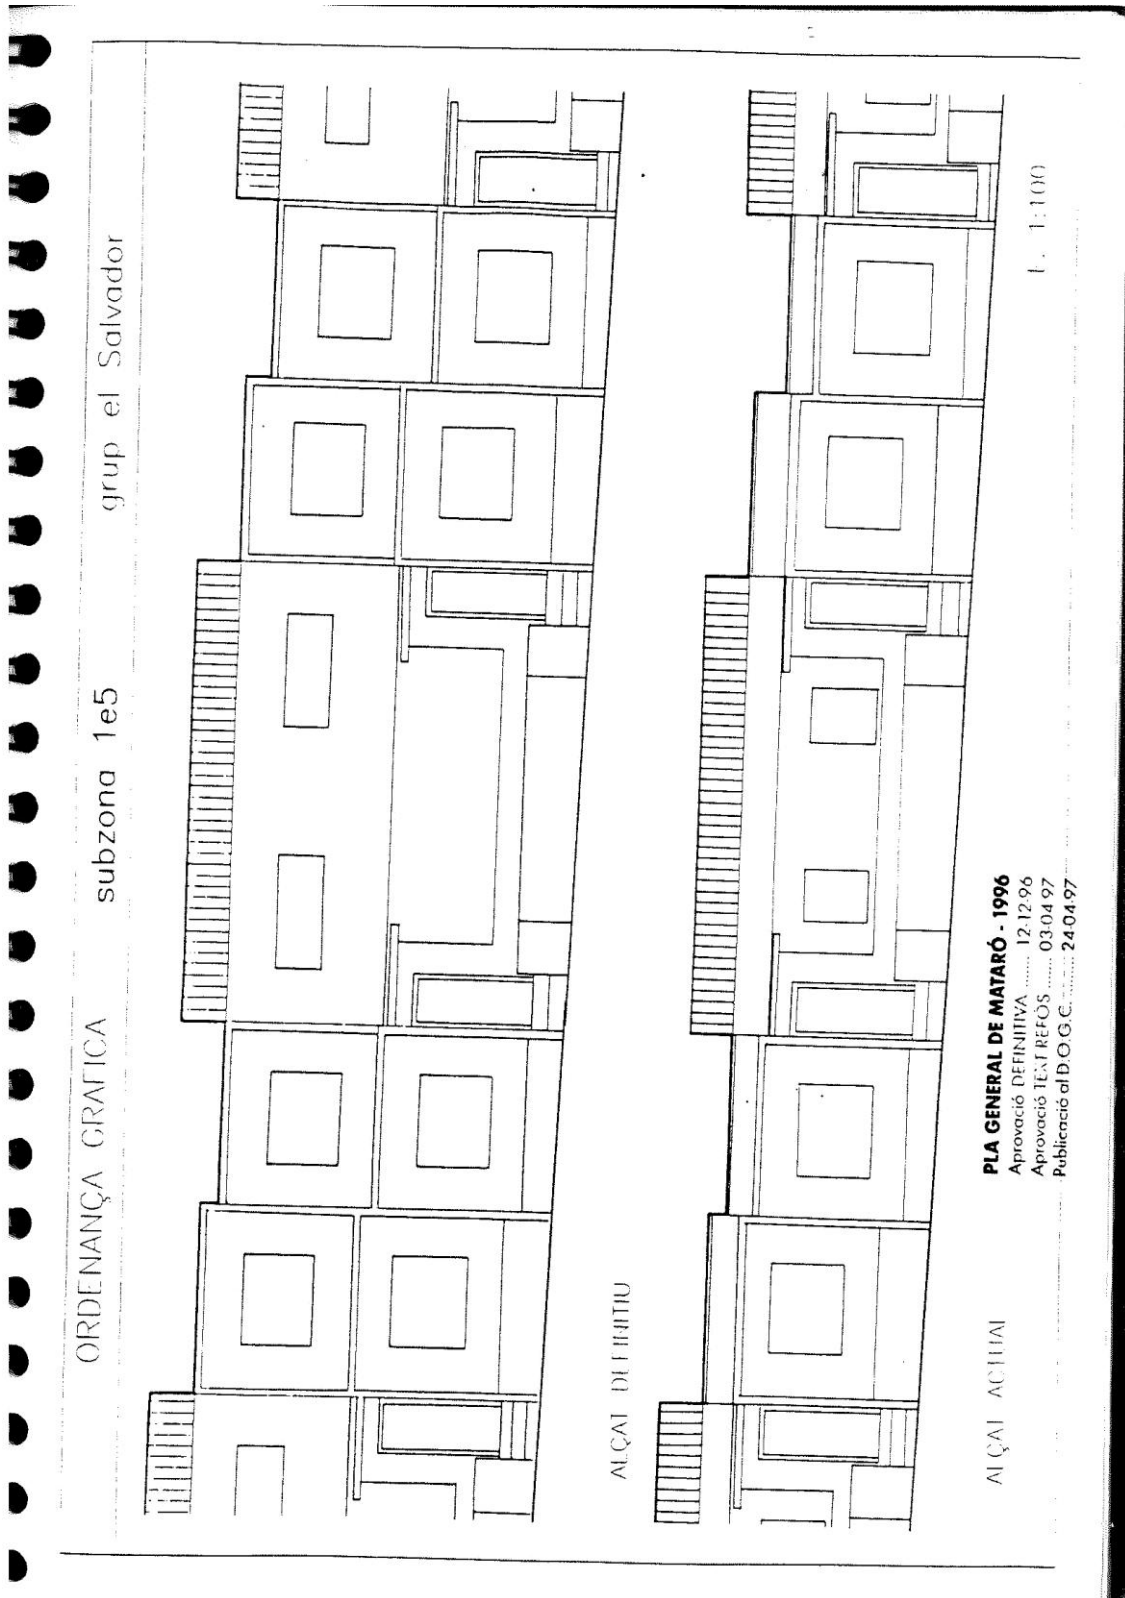 ORDENANÇA GRAFICA subzona 1e5 grup el Salvador
ALÇAT DEFINITIU
ALÇAT ACTUAL
E. 1:100
PLA GENERAL DE MATARÓ - 1996
Aprovació DEFINITIVA ........ 12-12-96
Aprovació TEXT REFÓS ...... 03-04-97
Publicació al D.O.G.C. .......... 24-04-97